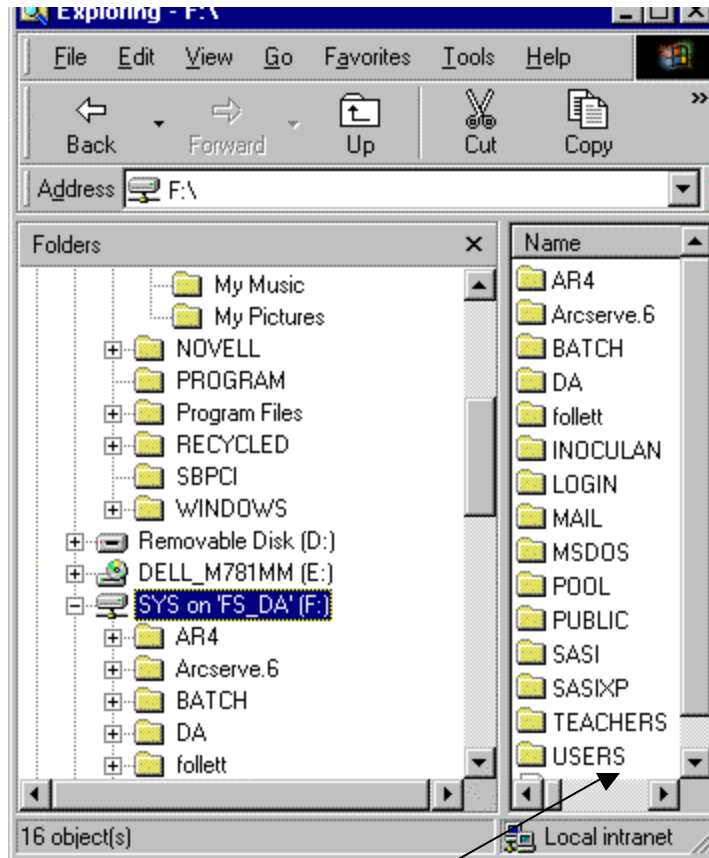 Exploring - F:\
File Edit View Go Favorites Tools Help
Back Forward Up Cut Copy »
Address F:\
Folders
My Music
My Pictures
NOVELL
PROGRAM
Program Files
RECYCLED
SBPCI
WINDOWS
Removable Disk (D:)
DELL_M781MM (E:)
SYS on 'FS_DA' (F:)
AR4
Arcserve.6
BATCH
DA
follett
Name
AR4
Arcserve.6
BATCH
DA
follett
INOCULAN
LOGIN
MAIL
MSDOS
POOL
PUBLIC
SASI
SASIXP
TEACHERS
USERS
16 object(s)
Local intranet